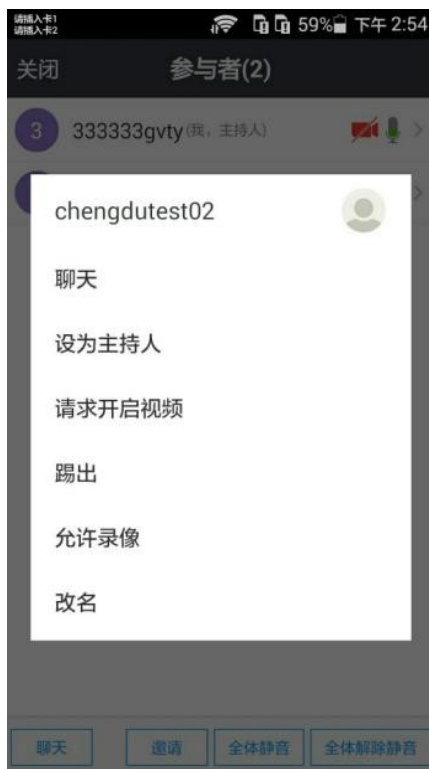 请插入卡1
请插入卡2
59% 下午 2:54
关闭 参与者(2)
3 333333gvty(我，主持人)
chengdutest02
聊天
设为主持人
请求开启视频
踢出
允许录像
改名
聊天 邀请 全体静音 全体解除静音